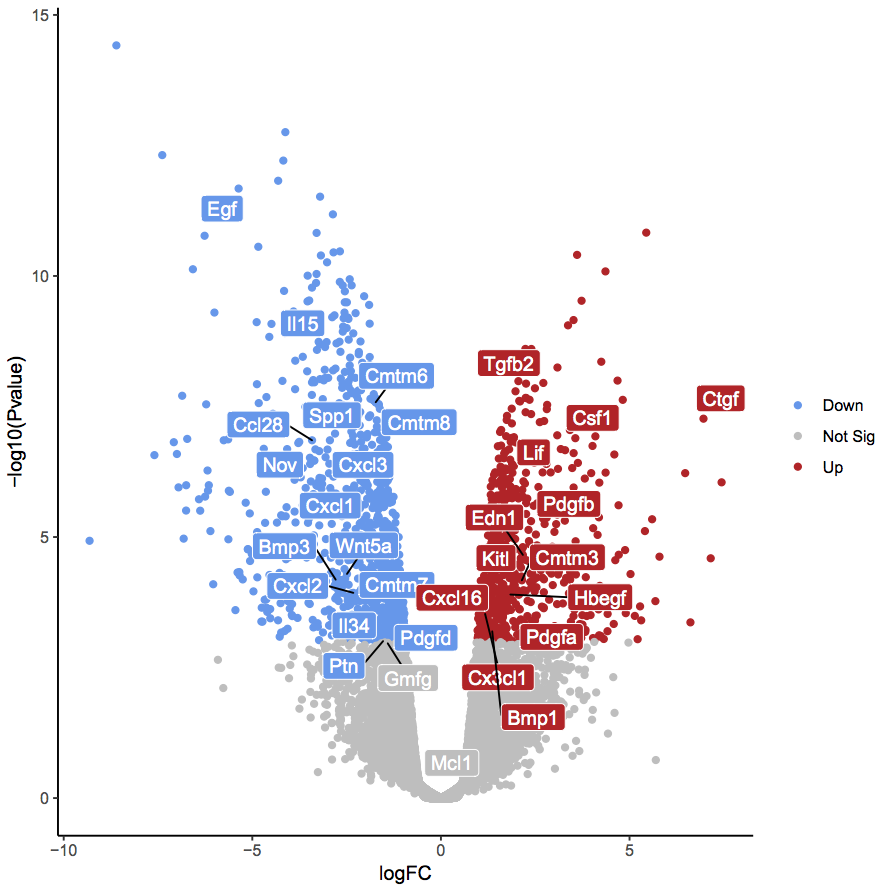 15
10
5
0
−log10(Pvalue)
Egf
Il15
Cmtm6
Tgfb2
Ctgf
Spp1
Ccl28
Cmtm8
Csf1
Down
Not Sig
Up
Nov
Cxcl3
Lif
Cxcl1
Pdgfb
Edn1
Bmp3
Wnt5a
Kitl
Cmtm3
Cxcl2
Cmtm7
Cxcl16
Hbegf
Il34
Pdgfd
Pdgfa
Ptn
Gmfg
Cx3cl1
Bmp1
Mcl1
−10
−5
0
5
logFC